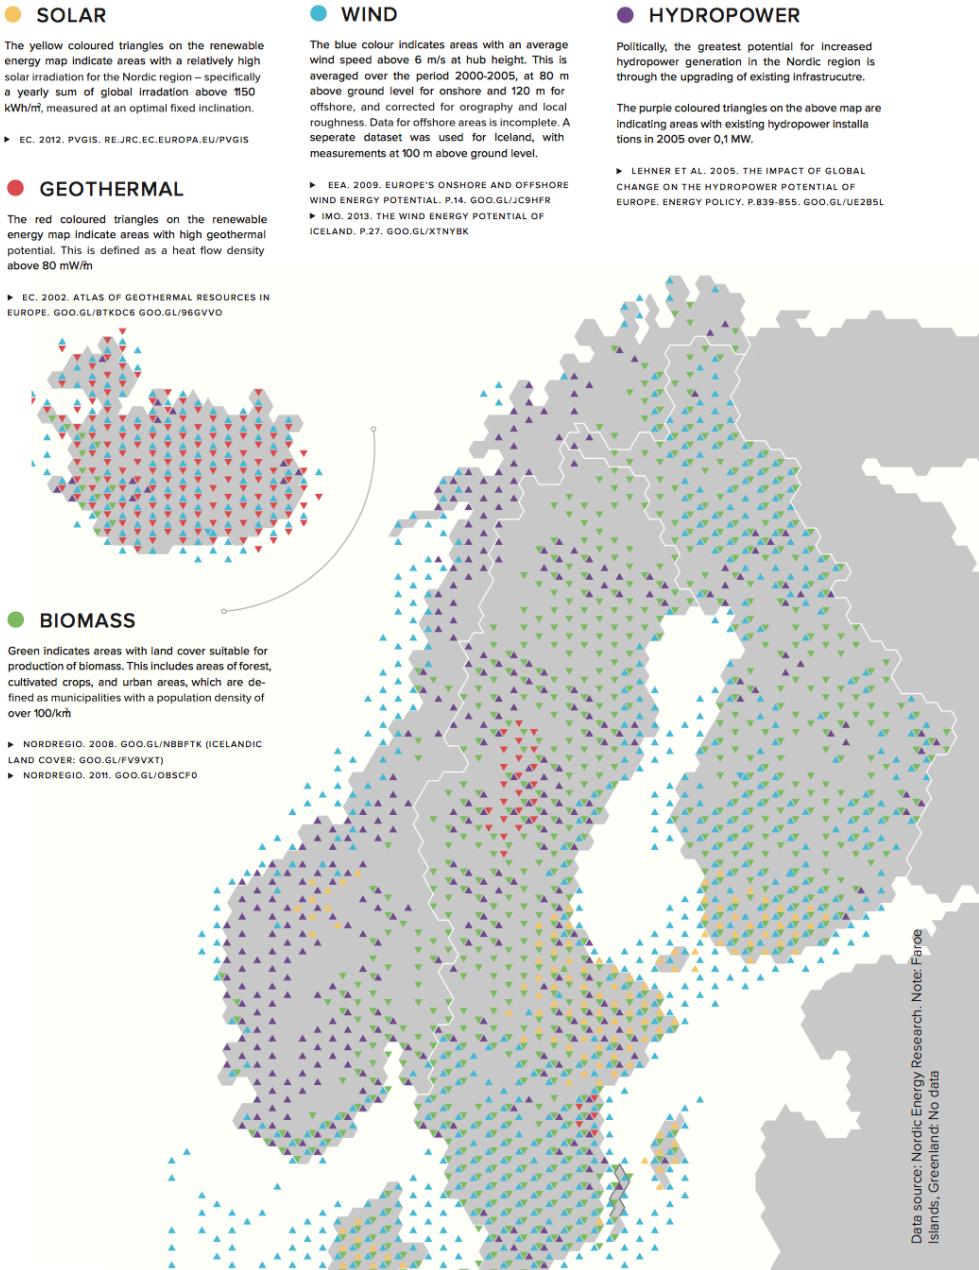 SOLAR
The yellow coloured triangles on the renewable
energy map indicate areas with a relatively high
solar irradiation for the Nordic region – specifically
a yearly sum of global irradation above 1150
kWh/m², measured at an optimal fixed inclination.
► EC. 2012. PVGIS. RE.JRC.EC.EUROPA.EU/PVGIS
GEOTHERMAL
The red coloured triangles on the renewable
energy map indicate areas with high geothermal
potential. This is defined as a heat flow density
above 80 mW/m²
► EC. 2002. ATLAS OF GEOTHERMAL RESOURCES IN
EUROPE. GOO.GL/BTKDC6 GOO.GL/96GVVO
WIND
The blue colour indicates areas with an average
wind speed above 6 m/s at hub height. This is
averaged over the period 2000-2005, at 80 m
above ground level for onshore and 120 m for
offshore, and corrected for orography and local
roughness. Data for offshore areas is incomplete. A
seperate dataset was used for Iceland, with
measurements at 100 m above ground level.
► EEA. 2009. EUROPE'S ONSHORE AND OFFSHORE
WIND ENERGY POTENTIAL. P.14. GOO.GL/JC9HFR
► IMO. 2013. THE WIND ENERGY POTENTIAL OF
ICELAND. P.27. GOO.GL/XTNYBK
HYDROPOWER
Politically, the greatest potential for increased
hydropower generation in the Nordic region is
through the upgrading of existing infrastrucutre.
The purple coloured triangles on the above map are
indicating areas with existing hydropower installa
tions in 2005 over 0,1 MW.
► LEHNER ET AL. 2005. THE IMPACT OF GLOBAL
CHANGE ON THE HYDROPOWER POTENTIAL OF
EUROPE. ENERGY POLICY. P.839-855. GOO.GL/UE2B5L
BIOMASS
Green indicates areas with land cover suitable for
production of biomass. This includes areas of forest,
cultivated crops, and urban areas, which are de-
fined as municipalities with a population density of
over 100/km²
► NORDREGIO. 2008. GOO.GL/NBBFTK (ICELANDIC
LAND COVER: GOO.GL/FV9VXT)
► NORDREGIO. 2011. GOO.GL/OBSCF0
Data source: Nordic Energy Research. Note: Faroe
Islands, Greenland: No data